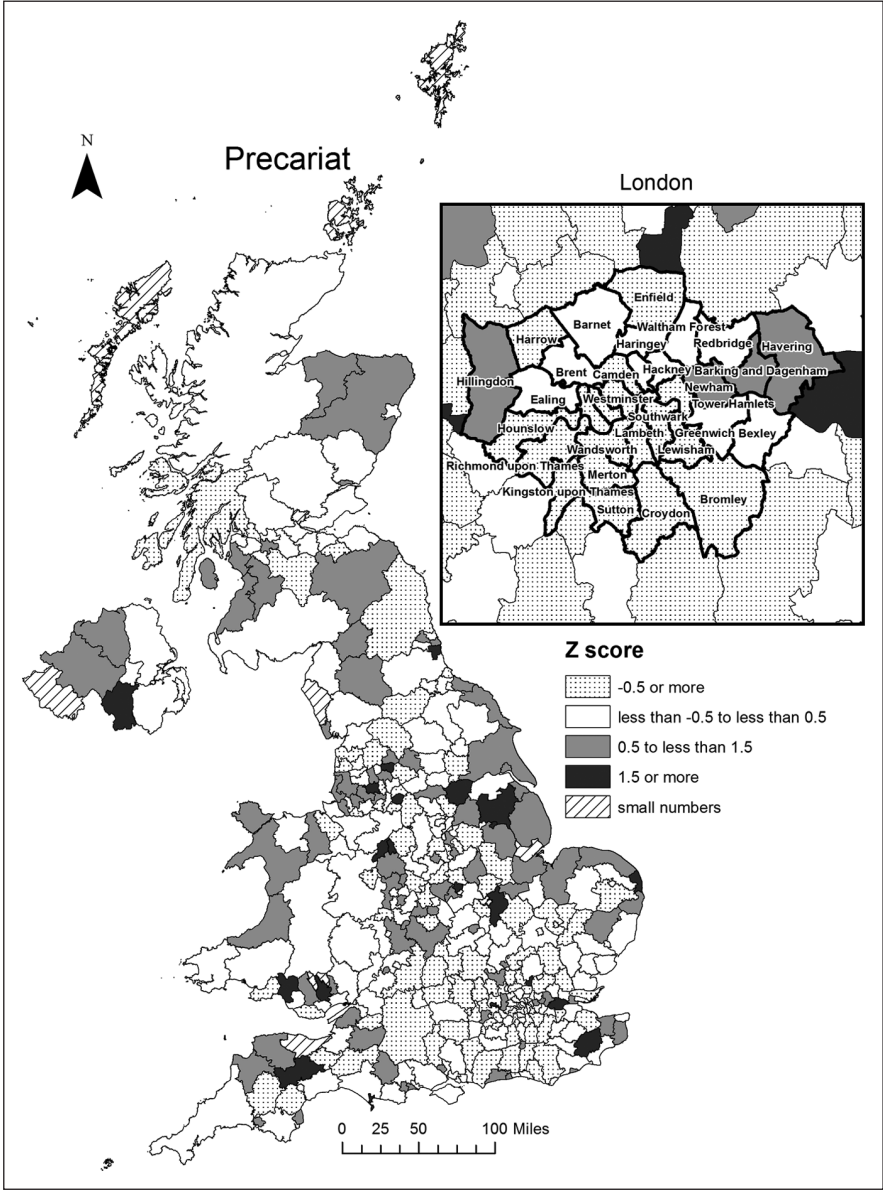 N
Precariat
London
Enfield
Barnet
Waltham Forest
Harrow
Haringey
Redbridge
Havering
Hillingdon
Brent
Camden
Hackney
Barking and Dagenham
Newham
Ealing
Westminster
Tower Hamlets
Southwark
Hounslow
Lambeth
Greenwich
Bexley
Wandsworth
Lewisham
Richmond upon Thames
Merton
Kingston upon Thames
Bromley
Sutton
Croydon
Z score
-0.5 or more
less than -0.5 to less than 0.5
0.5 to less than 1.5
1.5 or more
small numbers
0 25 50 100 Miles